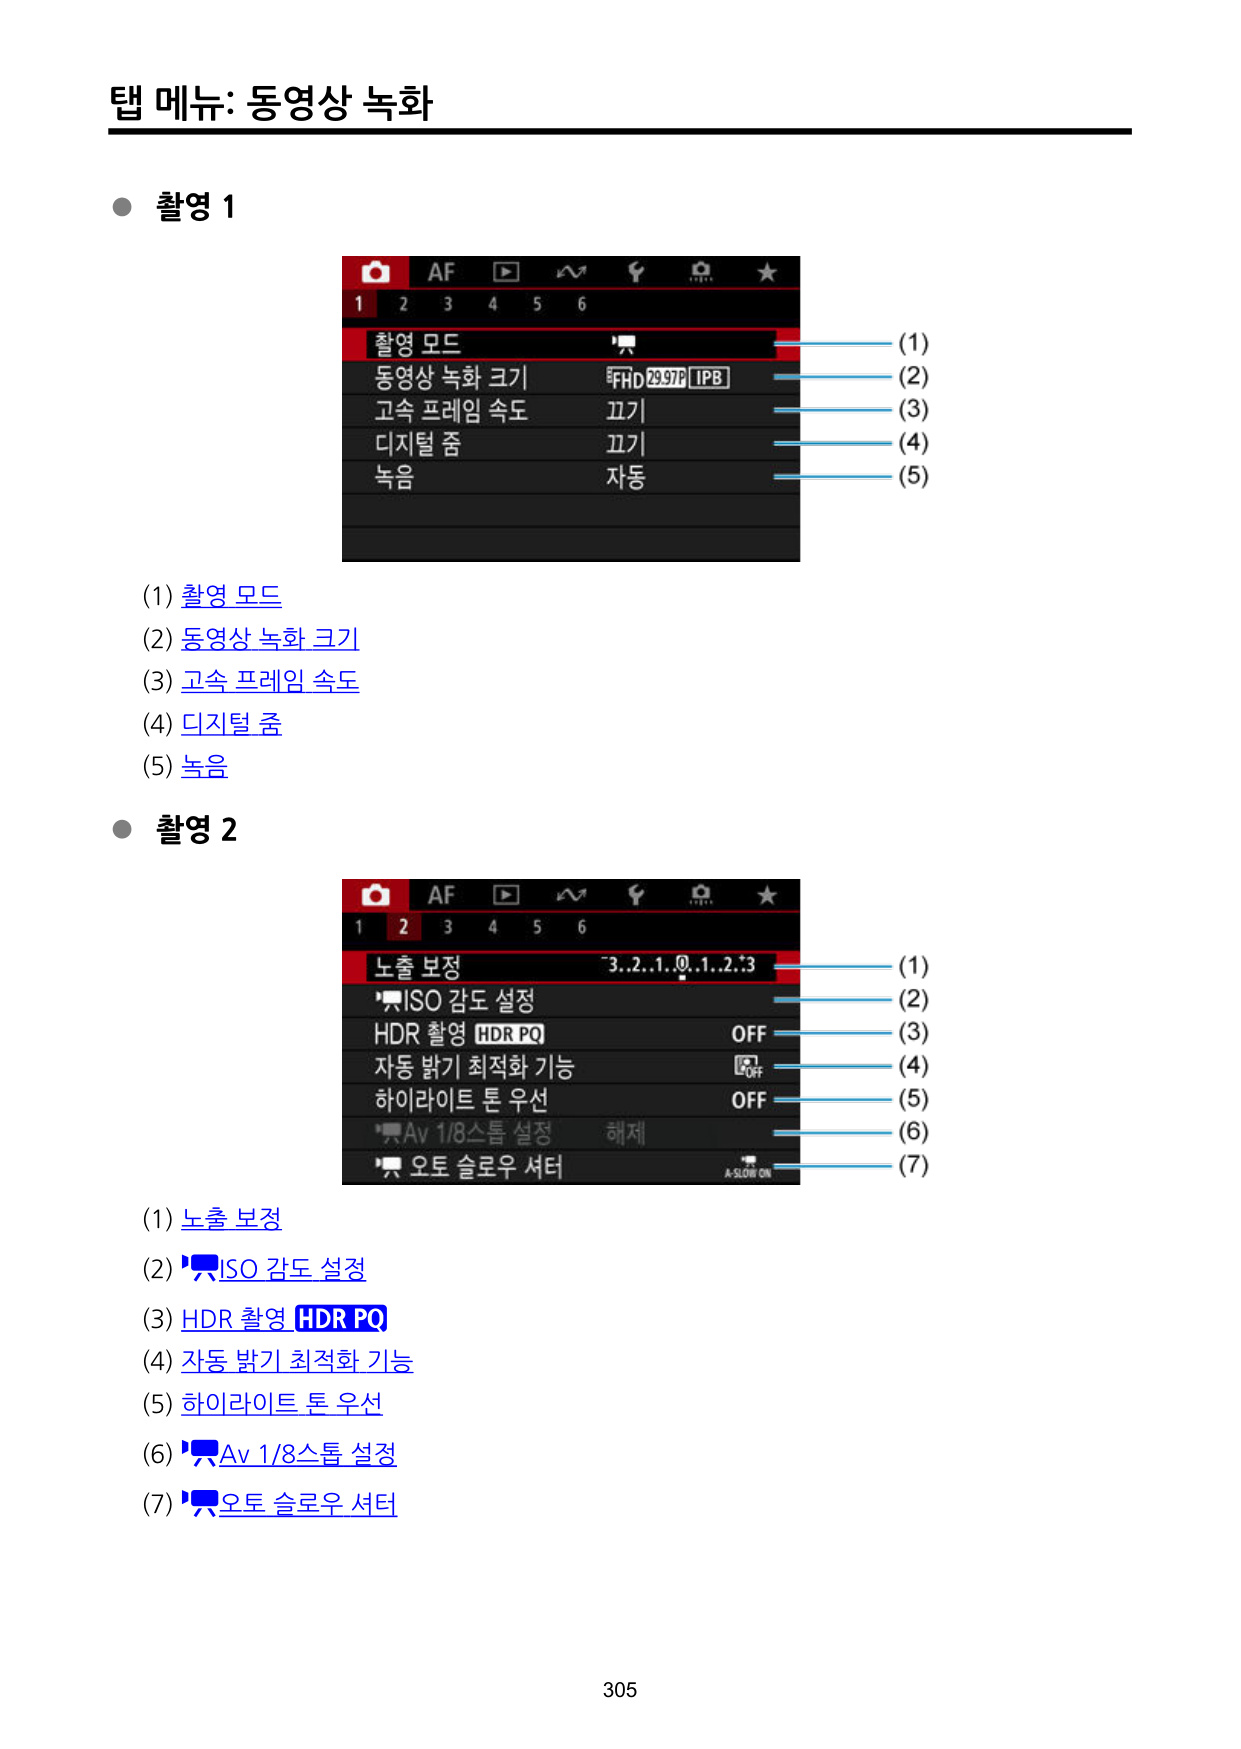 탭 메뉴: 동영상 녹화
● 촬영 1
AF
1 2 3 4 5 6
촬영 모드 (1)
동영상 녹화 크기 FHD 29.97P IPB (2)
고속 프레임 속도 끄기 (3)
디지털 줌 끄기 (4)
녹음 자동 (5)
(1) 촬영 모드
(2) 동영상 녹화 크기
(3) 고속 프레임 속도
(4) 디지털 줌
(5) 녹음
● 촬영 2
AF
1 2 3 4 5 6
노출 보정 -3..2..1..0..1..2..+3 (1)
ISO 감도 설정 (2)
HDR 촬영 HDR PQ OFF (3)
자동 밝기 최적화 기능 OFF (4)
하이라이트 톤 우선 OFF (5)
Av 1/8스톱 설정 해제 (6)
오토 슬로우 셔터 A-SLOW ON (7)
(1) 노출 보정
(2) ISO 감도 설정
(3) HDR 촬영 HDR PQ
(4) 자동 밝기 최적화 기능
(5) 하이라이트 톤 우선
(6) Av 1/8스톱 설정
(7) 오토 슬로우 셔터
305